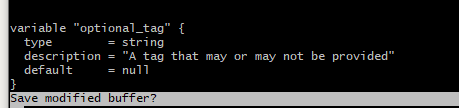 variable "optional_tag" {
  type        = string
  description = "A tag that may or may not be provided"
  default     = null
}
Save modified buffer?